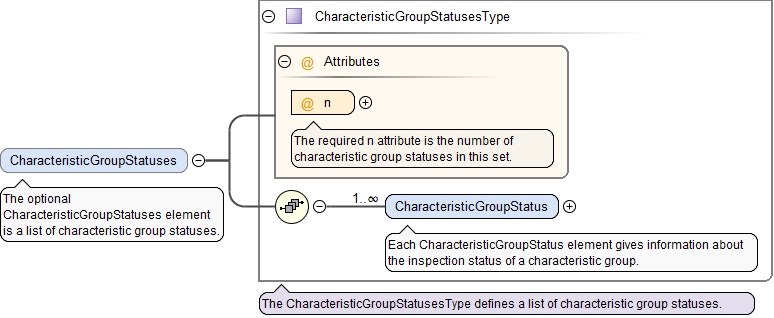 CharacteristicGroupStatusesType
@ Attributes
@ n
The required n attribute is the number of
characteristic group statuses in this set.
CharacteristicGroupStatuses
The optional
CharacteristicGroupStatuses element
is a list of characteristic group statuses.
1..∞
CharacteristicGroupStatus
Each CharacteristicGroupStatus element gives information about
the inspection status of a characteristic group.
The CharacteristicGroupStatusesType defines a list of characteristic group statuses.